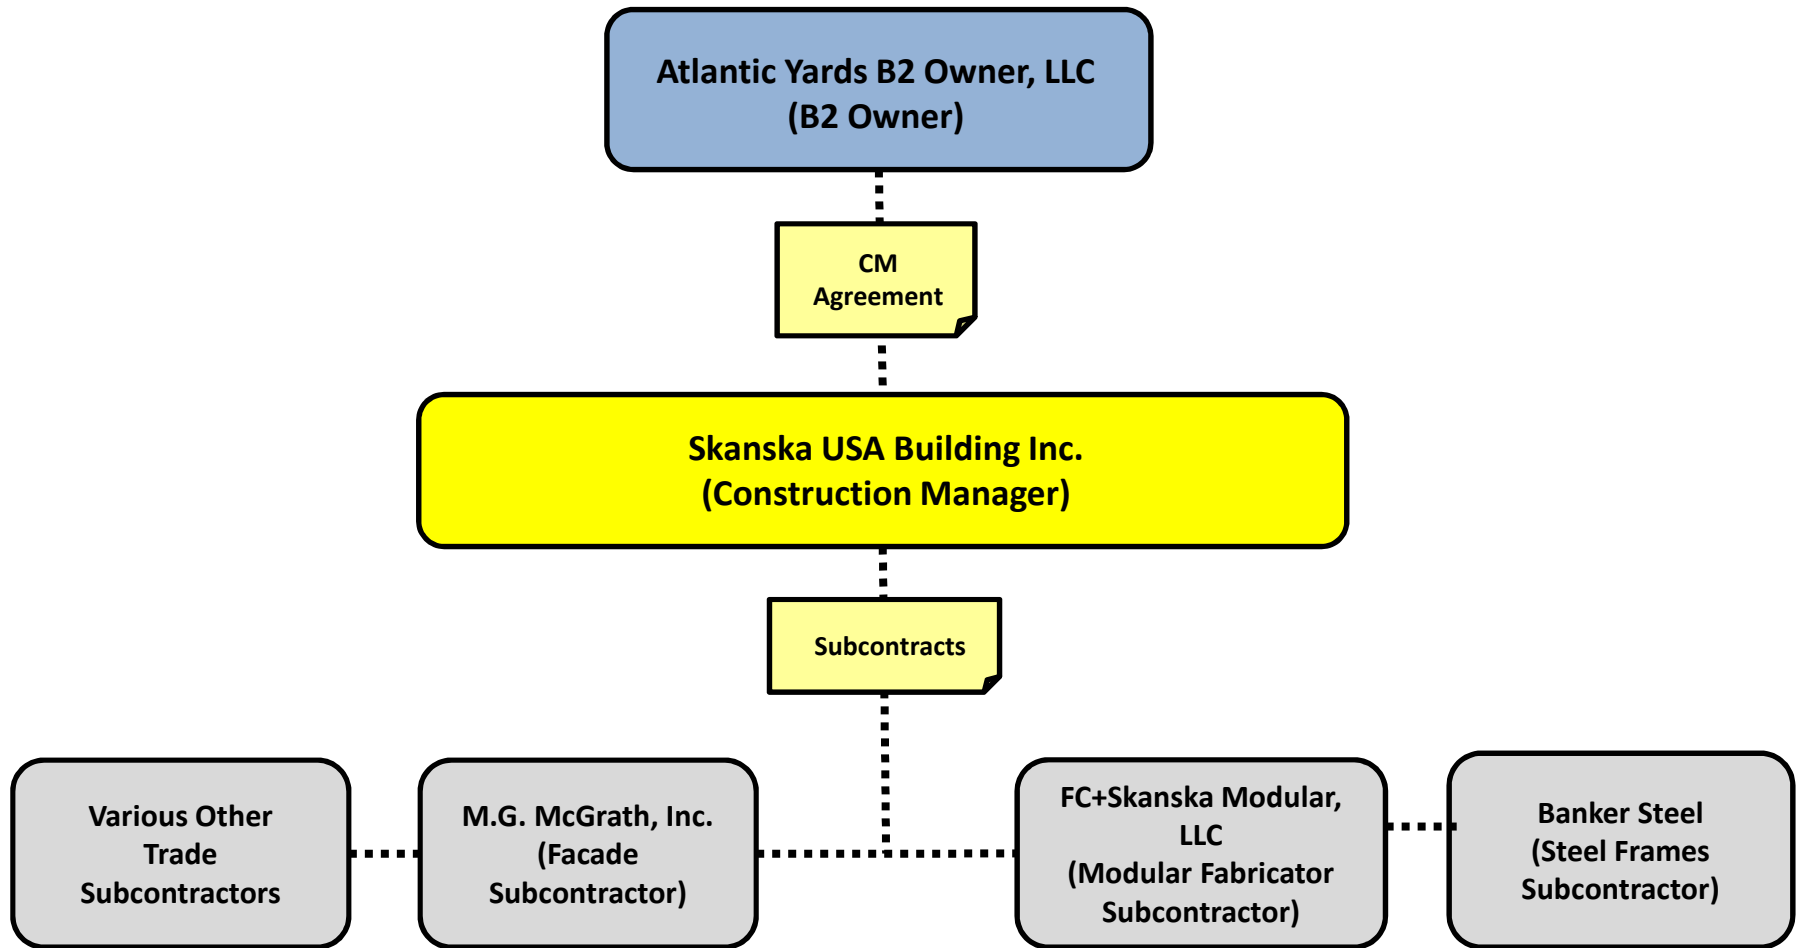 Atlantic Yards B2 Owner, LLC
(B2 Owner)
CM
Agreement
Skanska USA Building Inc.
(Construction Manager)
Subcontracts
Various Other
Trade
Subcontractors
M.G. McGrath, Inc.
(Facade
Subcontractor)
FC+Skanska Modular,
LLC
(Modular Fabricator
Subcontractor)
Banker Steel
(Steel Frames
Subcontractor)